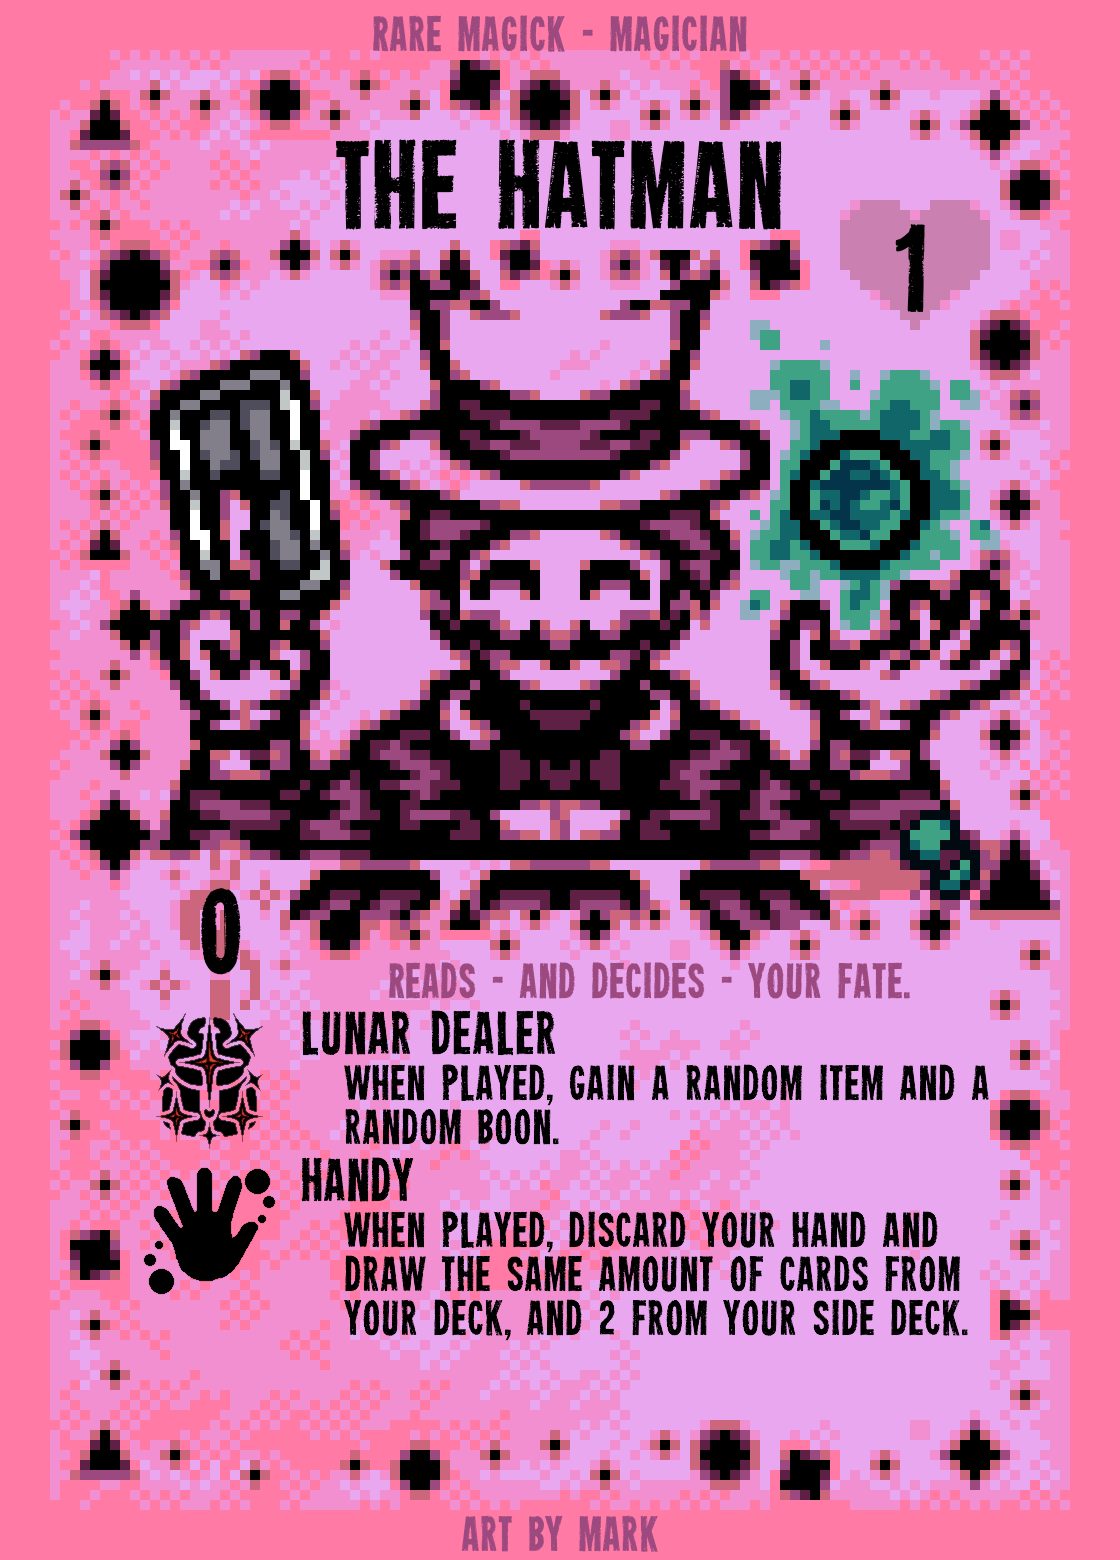 RARE MAGICK - MAGICIAN
THE HATMAN
1
0
READS - AND DECIDES - YOUR FATE.
LUNAR DEALER
WHEN PLAYED, GAIN A RANDOM ITEM AND A
RANDOM BOON.
HANDY
WHEN PLAYED, DISCARD YOUR HAND AND
DRAW THE SAME AMOUNT OF CARDS FROM
YOUR DECK, AND 2 FROM YOUR SIDE DECK.
ART BY MARK